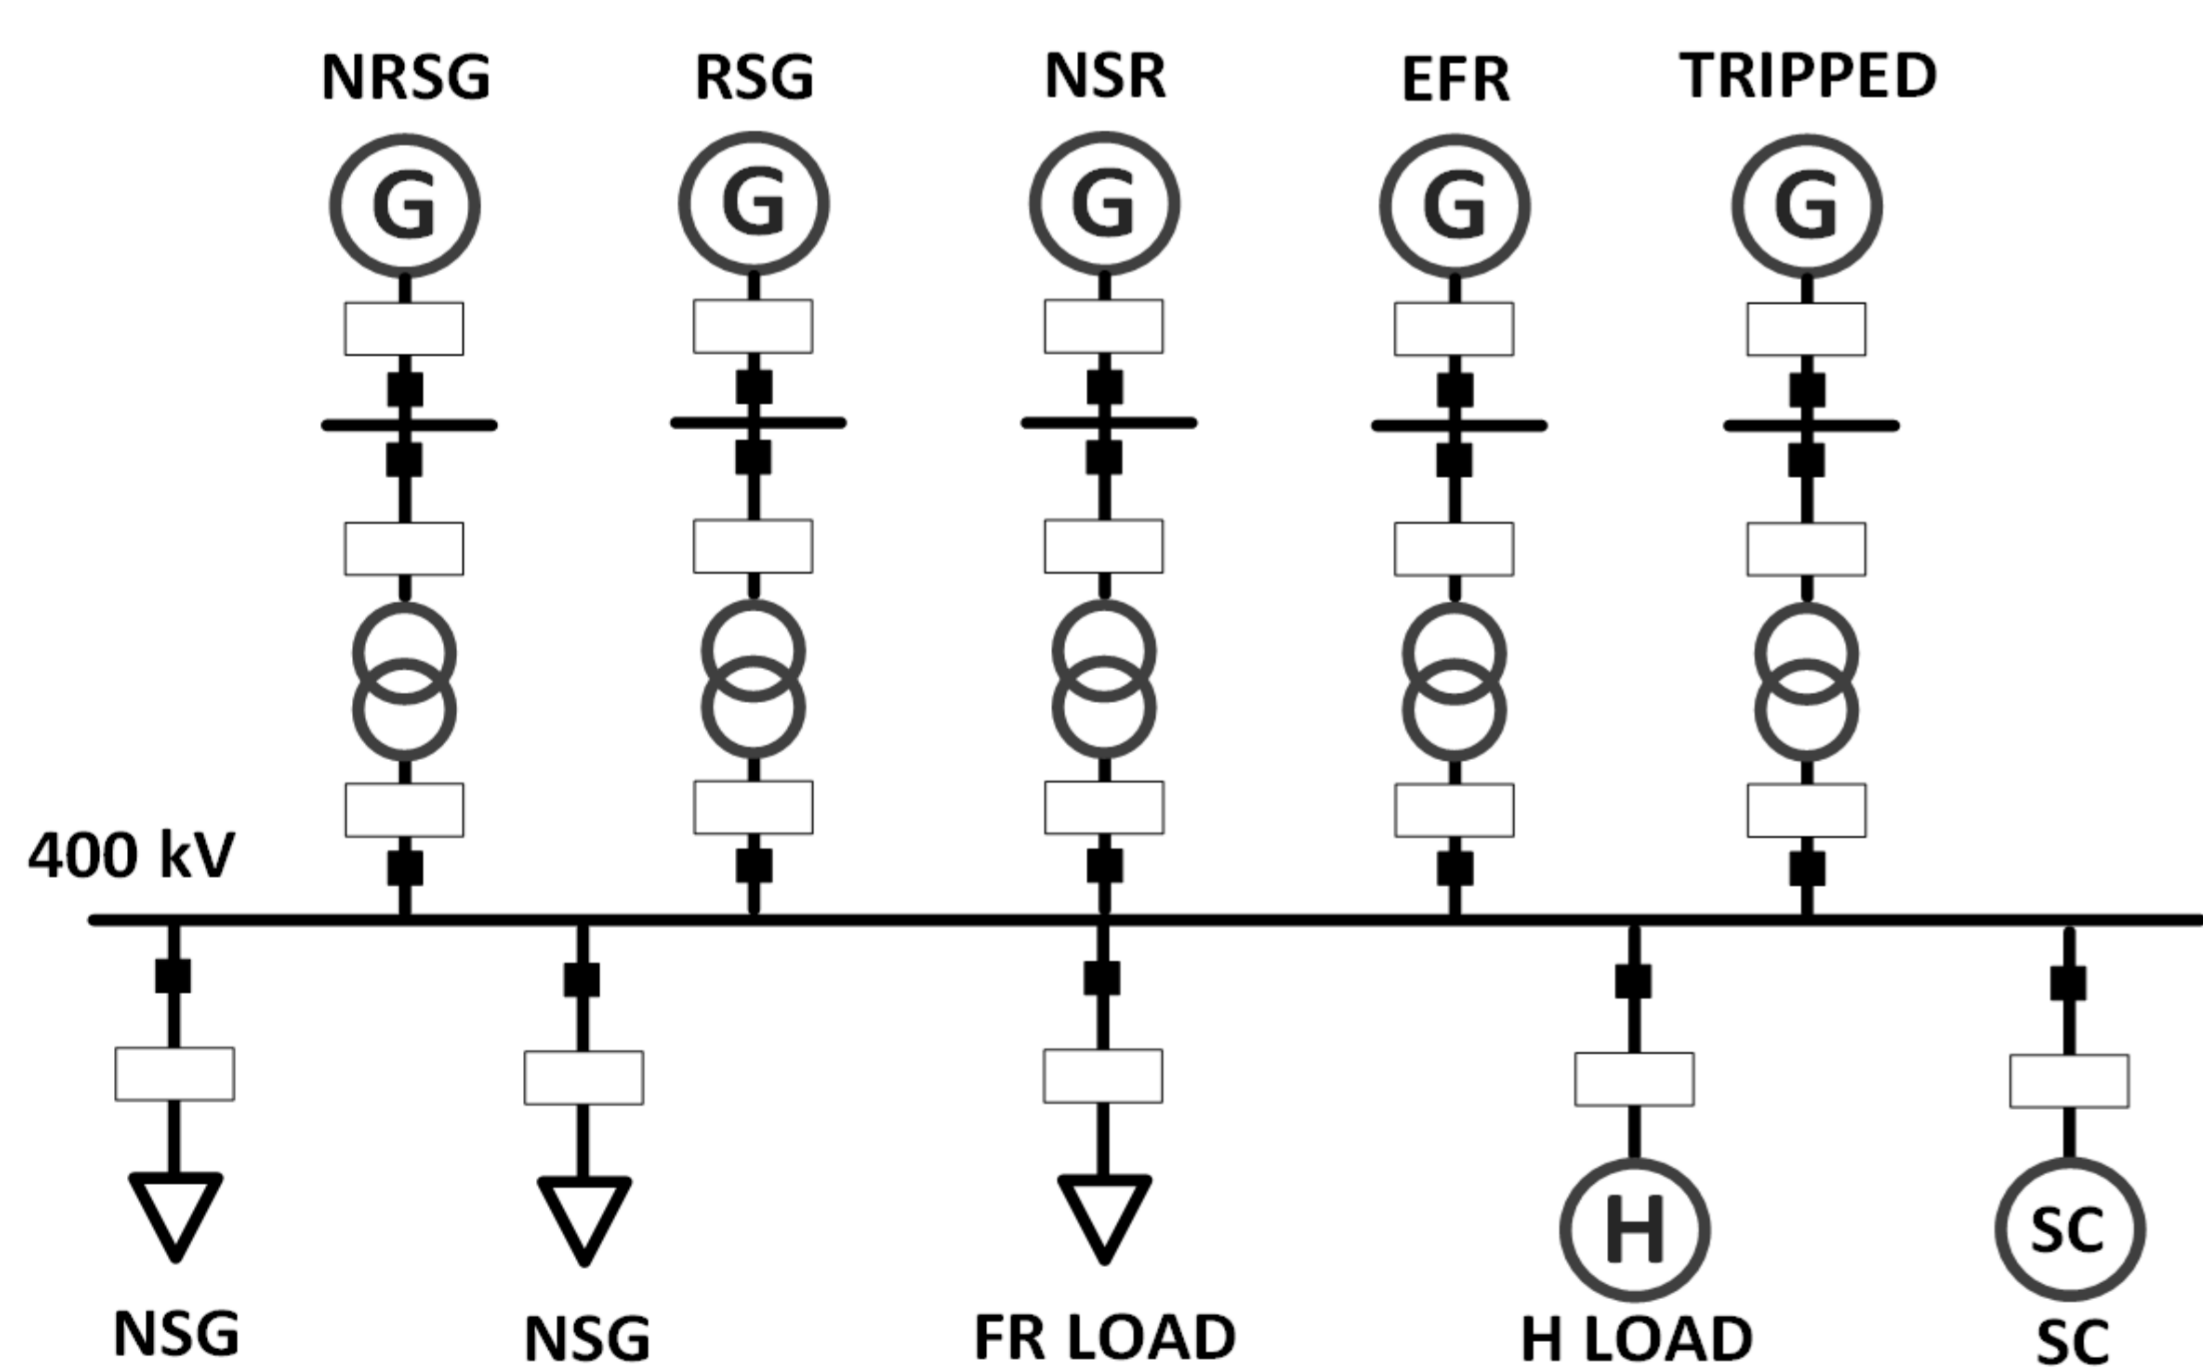 NRSG RSG NSR EFR TRIPPED
G G G G G
400 kV
H SC
NSG NSG FR LOAD H LOAD SC